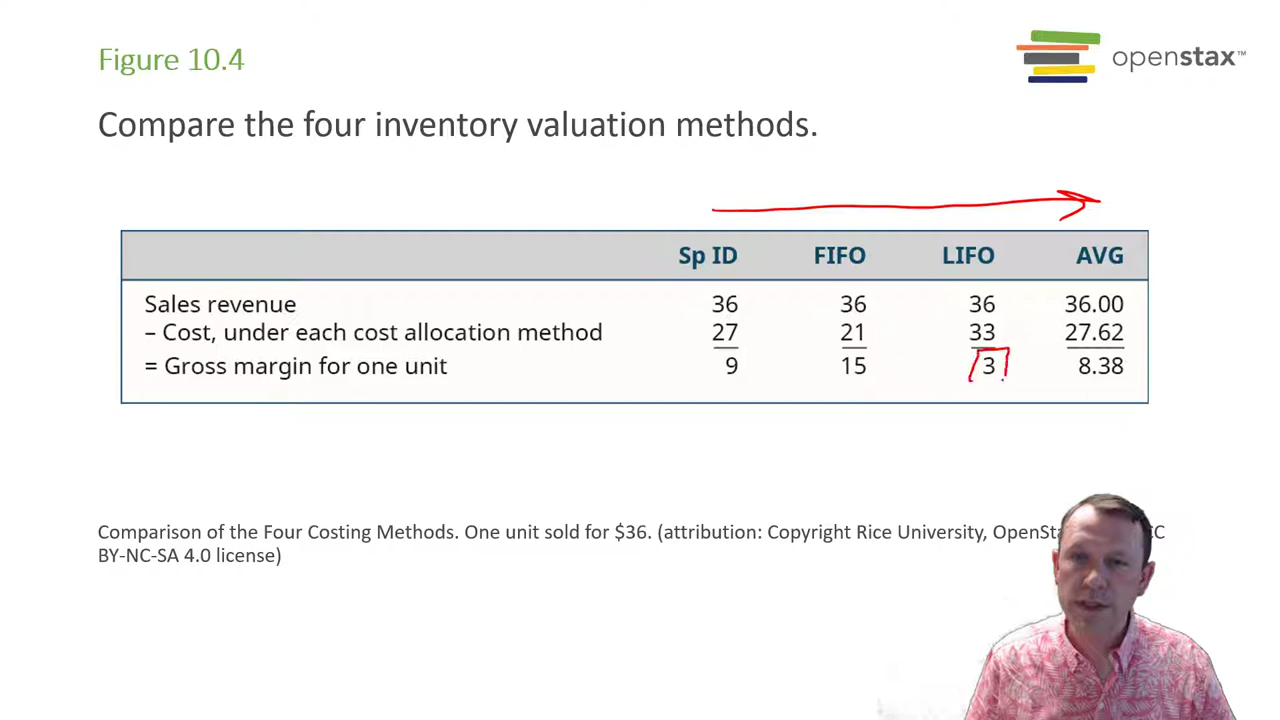 Figure 10.4
openstax™
Compare the four inventory valuation methods.
Sp ID FIFO LIFO AVG
Sales revenue 36 36 36 36.00
– Cost, under each cost allocation method 27 21 33 27.62
= Gross margin for one unit 9 15 3 8.38
Comparison of the Four Costing Methods. One unit sold for $36. (attribution: Copyright Rice University, OpenSta
BY-NC-SA 4.0 license)